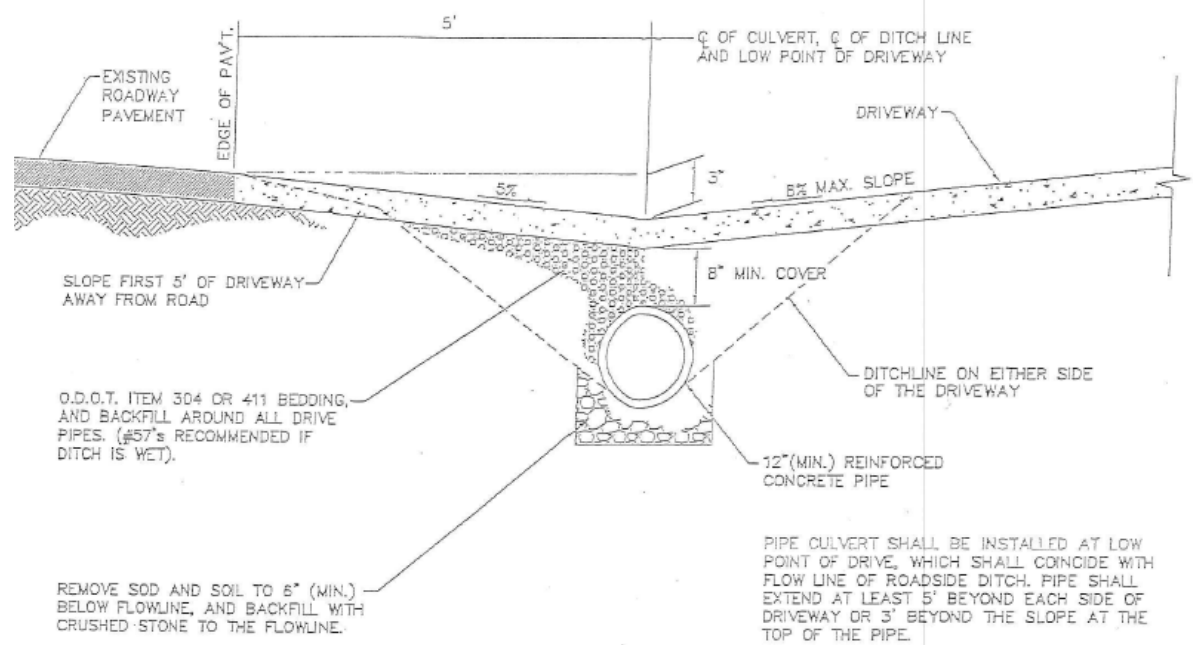 5'
℄ OF CULVERT, ℄ OF DITCH LINE
AND LOW POINT OF DRIVEWAY
EDGE OF PAV'T.
EXISTING
ROADWAY
PAVEMENT
DRIVEWAY
3"
5%
8% MAX. SLOPE
SLOPE FIRST 5' OF DRIVEWAY
AWAY FROM ROAD
8" MIN. COVER
DITCHLINE ON EITHER SIDE
OF THE DRIVEWAY
O.D.O.T. ITEM 304 OR 411 BEDDING,
AND BACKFILL AROUND ALL DRIVE
PIPES. (#57's RECOMMENDED IF
DITCH IS WET).
12"(MIN.) REINFORCED
CONCRETE PIPE
REMOVE SOD AND SOIL TO 6" (MIN.)
BELOW FLOWLINE, AND BACKFILL WITH
CRUSHED STONE TO THE FLOWLINE.
PIPE CULVERT SHALL BE INSTALLED AT LOW
POINT OF DRIVE, WHICH SHALL COINCIDE WITH
FLOW LINE OF ROADSIDE DITCH. PIPE SHALL
EXTEND AT LEAST 5' BEYOND EACH SIDE OF
DRIVEWAY OR 3' BEYOND THE SLOPE AT THE
TOP OF THE PIPE.